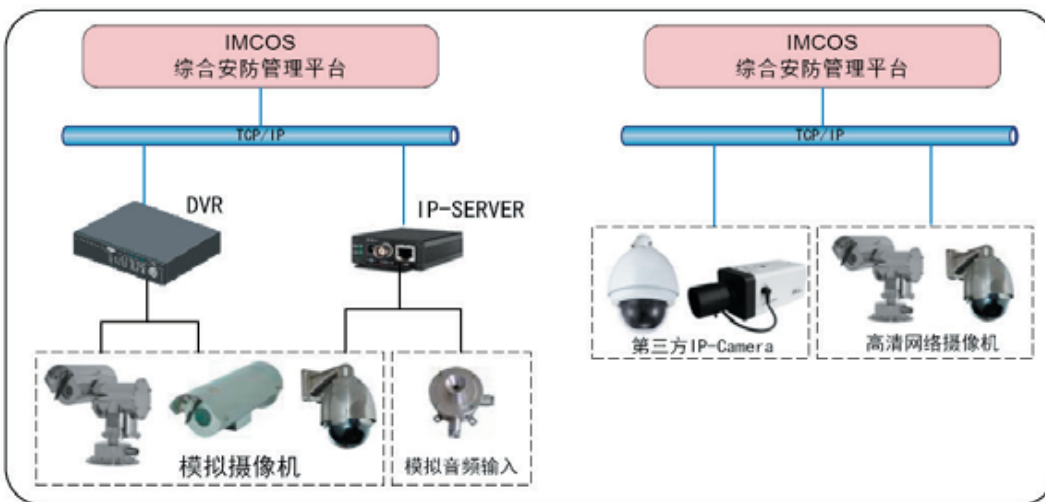 IMCOS
综合安防管理平台
TCP/IP
DVR
IP-SERVER
模拟摄像机
模拟音频输入
IMCOS
综合安防管理平台
TCP/IP
第三方IP-Camera
高清网络摄像机